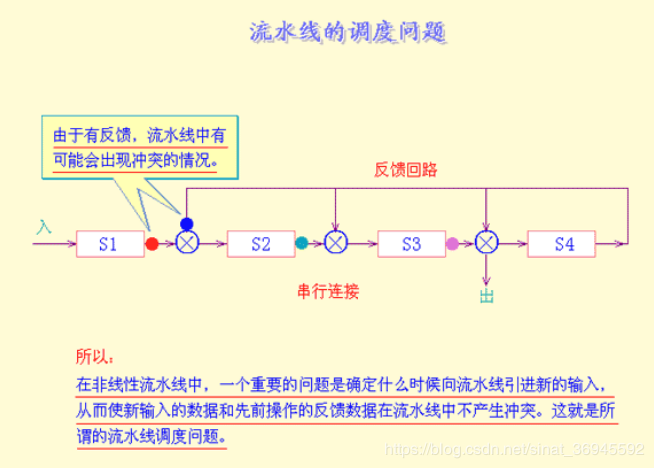 流水线的调度问题
由于有反馈，流水线中有
可能会出现冲突的情况。
反馈回路
入
S1
S2
S3
S4
串行连接
出
所以：
在非线性流水线中，一个重要的问题是确定什么时候向流水线引进新的输入，
从而使新输入的数据和先前操作的反馈数据在流水线中不产生冲突。这就是所
谓的流水线调度问题。
https://blog.csdn.net/sinat_36945592